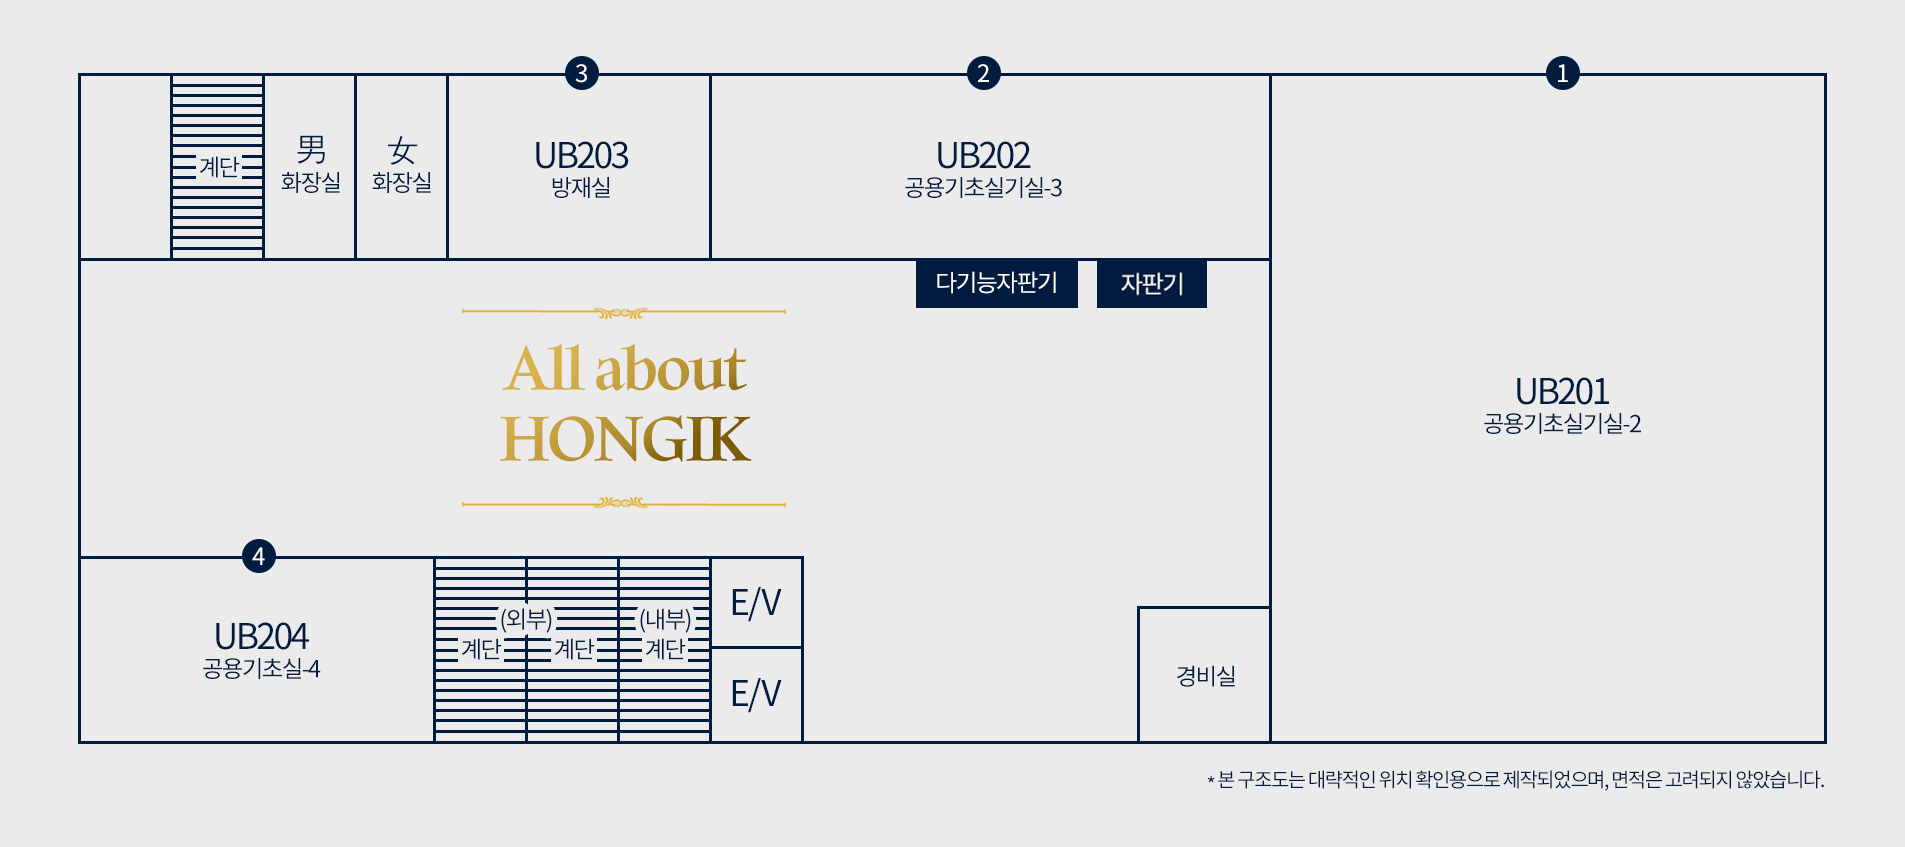 3
2
1
계단
男
화장실
女
화장실
UB203
방재실
UB202
공용기초실기실-3
다기능자판기
자판기
All about
HONGIK
UB201
공용기초실기실-2
4
UB204
공용기초실-4
(외부)
계단
계단
(내부)
계단
E/V
E/V
경비실
* 본 구조도는 대략적인 위치 확인용으로 제작되었으며, 면적은 고려되지 않았습니다.